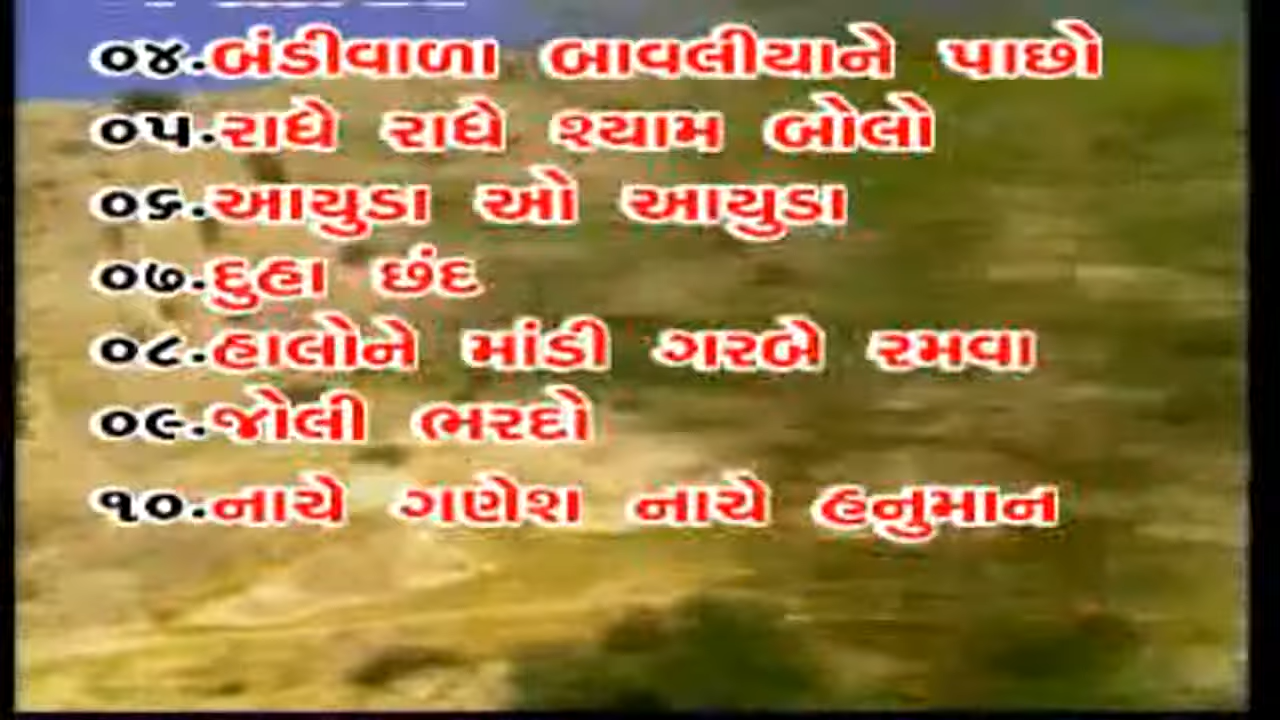 ૦૪.બંડીવાળા બાવલીયાને પાછો
૦૫.રાધે રાધે શ્યામ બોલો
૦૬.આયુડા ઓ આયુડા
૦૭.દુહા છંદ
૦૮.હાલોને માંડી ગરબે રમવા
૦૯.જોલી ભરદો
૧૦.નાચે ગણેશ નાચે હનુમાન